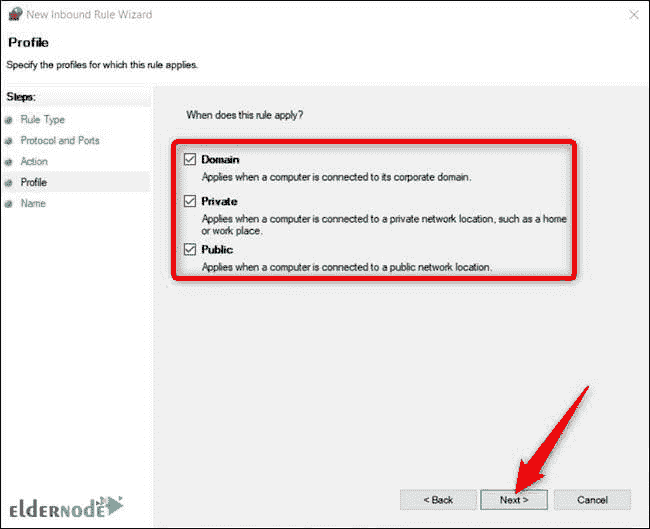 New Inbound Rule Wizard
Profile
Specify the profiles for which this rule applies.
Steps:
Rule Type
Protocol and Ports
Action
Profile
Name
When does this rule apply?
Domain
Applies when a computer is connected to its corporate domain.
Private
Applies when a computer is connected to a private network location, such as a home
or work place.
Public
Applies when a computer is connected to a public network location.
< Back
Next >
Cancel
ELDERNODE